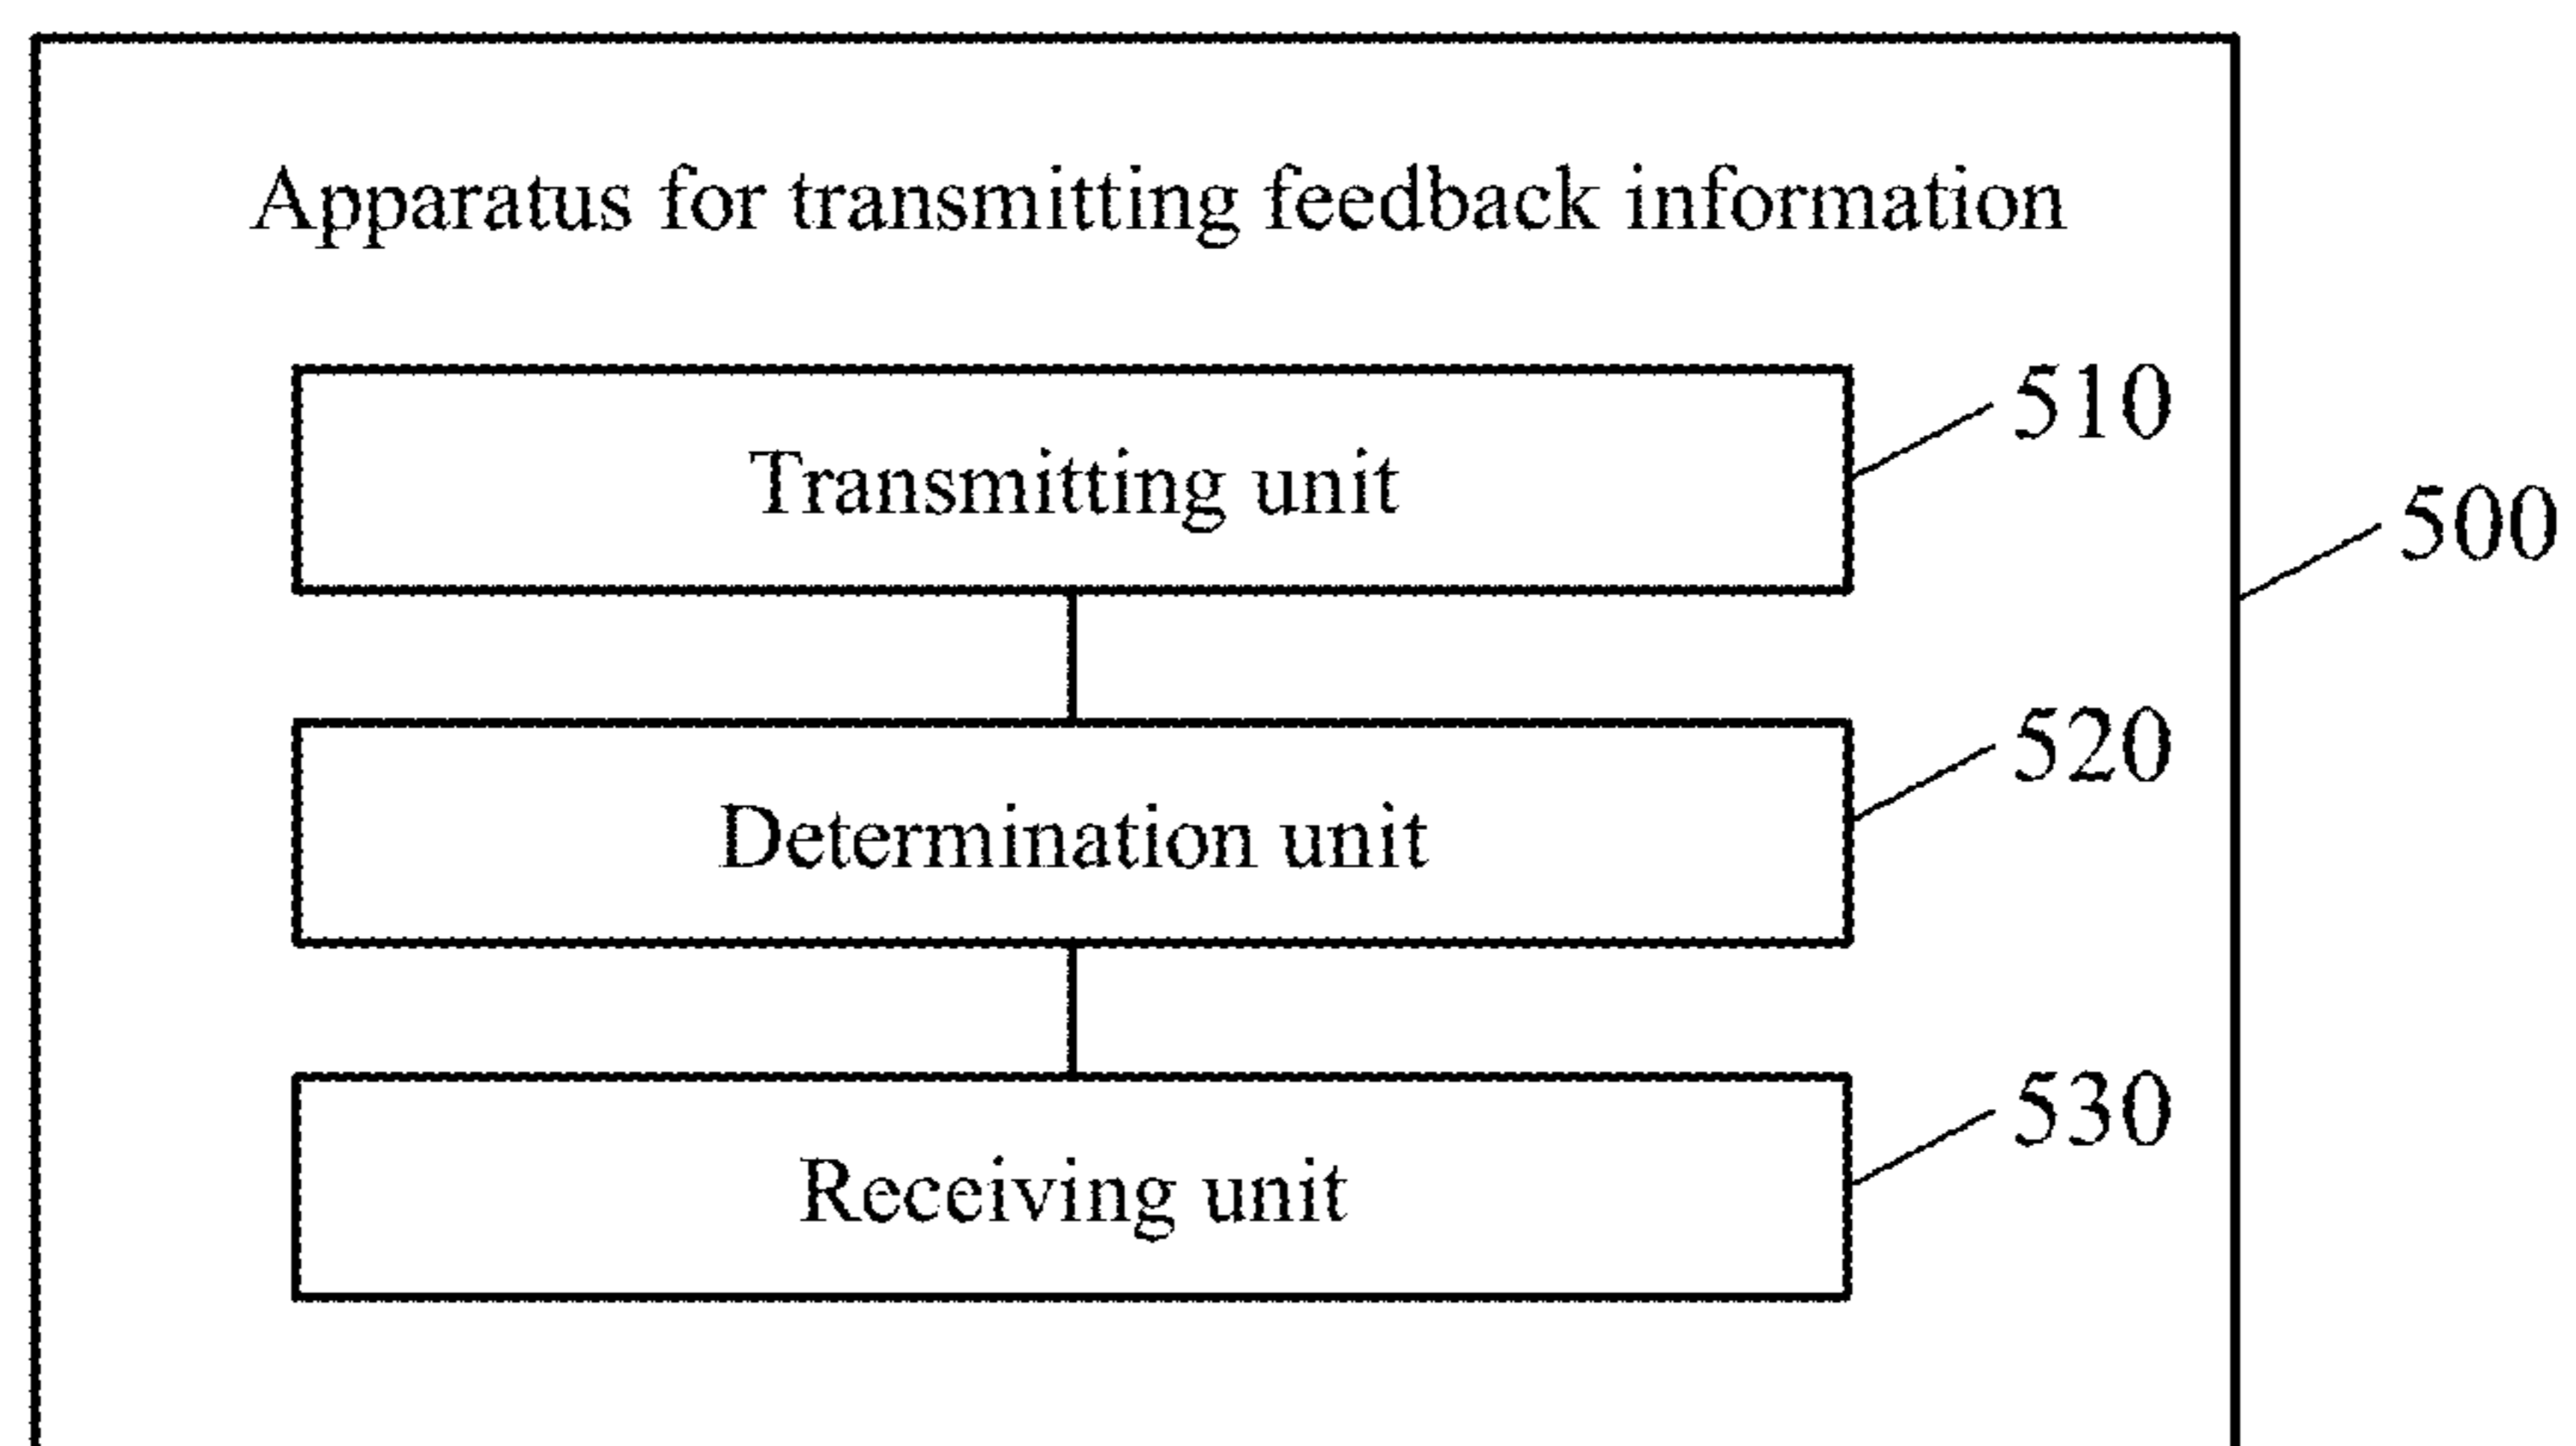 Apparatus for transmitting feedback information
Transmitting unit
510
500
Determination unit
520
Receiving unit
530